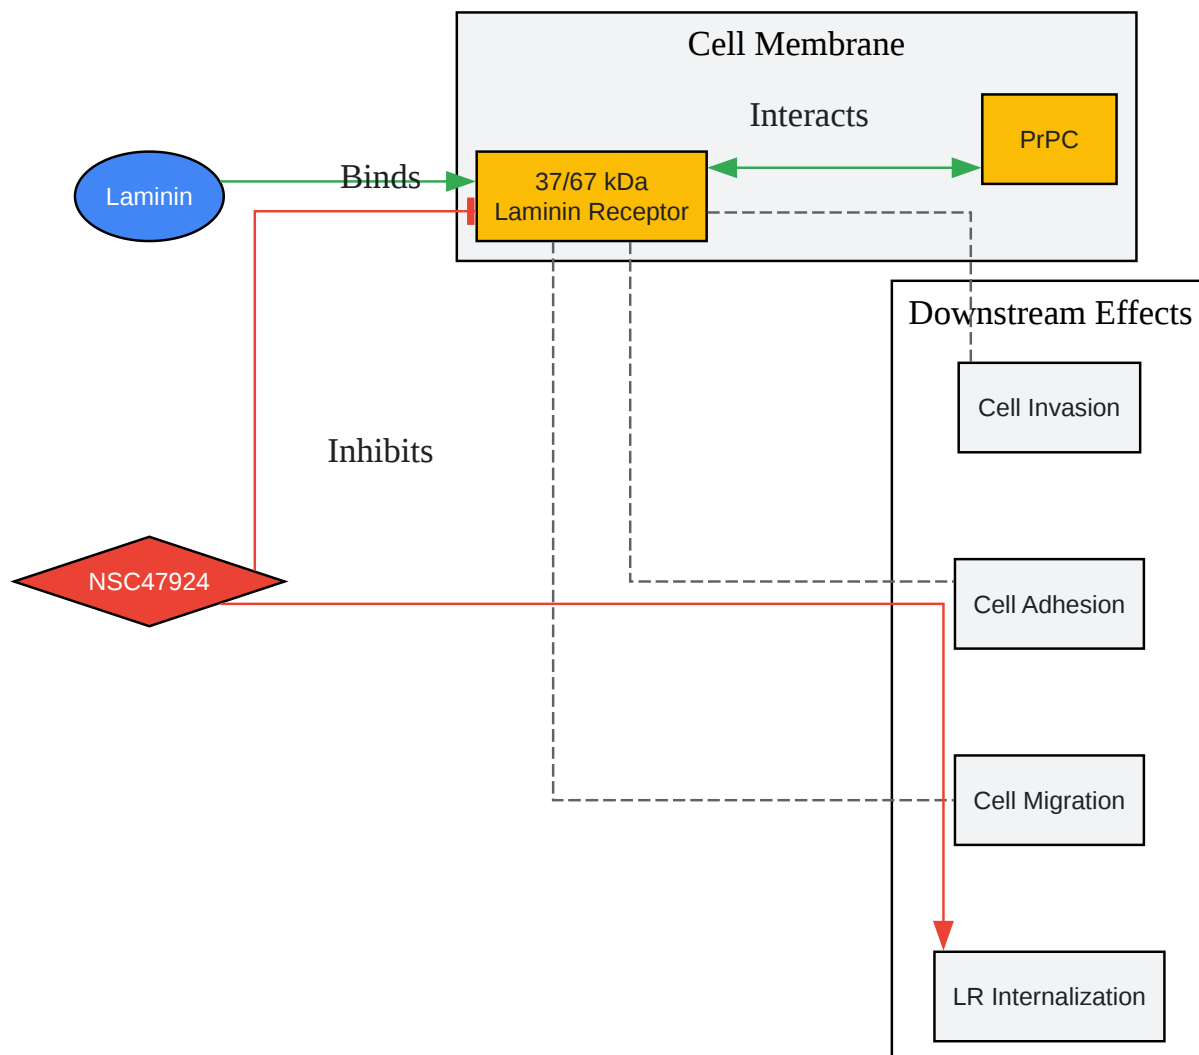 Cell Membrane
Interacts
PrPC
Binds
Laminin
37/67 kDa
Laminin Receptor
Downstream Effects
Cell Invasion
Inhibits
NSC47924
Cell Adhesion
Cell Migration
LR Internalization